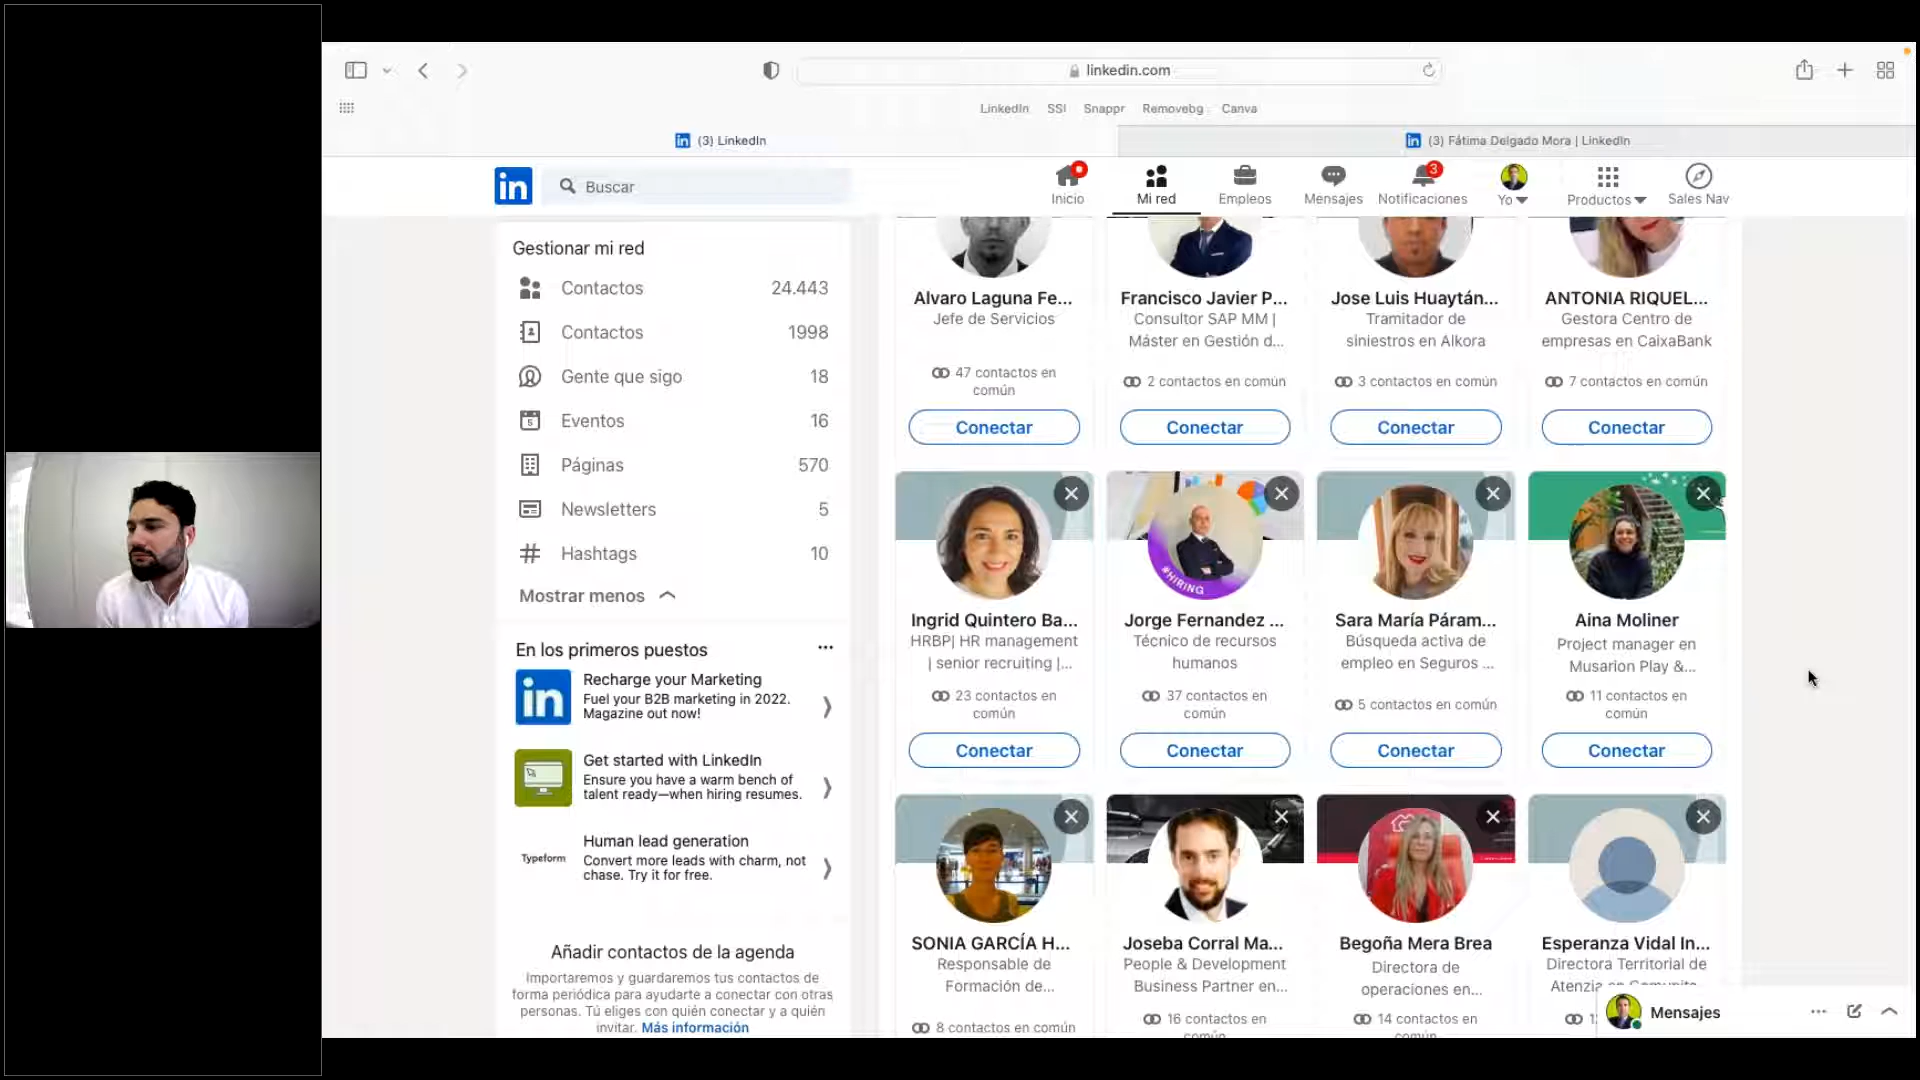 linkedin.com
LinkedIn SSI Snappr Removebg Canva
(3) LinkedIn
(3) Fátima Delgado Mora | LinkedIn
in
Buscar
Inicio
Mi red
Empleos
Mensajes
3
Notificaciones
Yo
Productos
Sales Nav
Gestionar mi red
Contactos 24.443
Contactos 1998
Gente que sigo 18
Eventos 16
Páginas 570
Newsletters 5
Hashtags 10
Mostrar menos
En los primeros puestos
in
Recharge your Marketing
Fuel your B2B marketing in 2022.
Magazine out now!
Get started with LinkedIn
Ensure you have a warm bench of
talent ready—when hiring resumes.
Typeform
Human lead generation
Convert more leads with charm, not
chase. Try it for free.
Añadir contactos de la agenda
Importaremos y guardaremos tus contactos de
forma periódica para ayudarte a conectar con otras
personas. Tú eliges con quién conectar y a quién
invitar. Más información
Alvaro Laguna Fe...
Jefe de Servicios
47 contactos en
común
Conectar
Francisco Javier P...
Consultor SAP MM |
Máster en Gestión d...
2 contactos en común
Conectar
Jose Luis Huaytán...
Tramitador de
siniestros en Alkora
3 contactos en común
Conectar
ANTONIA RIQUEL...
Gestora Centro de
empresas en CaixaBank
7 contactos en común
Conectar
Ingrid Quintero Ba...
HRBP| HR management
| senior recruiting |...
23 contactos en
común
Conectar
#HIRING
Jorge Fernandez ...
Técnico de recursos
humanos
37 contactos en
común
Conectar
Sara María Páram...
Búsqueda activa de
empleo en Seguros ...
5 contactos en común
Conectar
Aina Moliner
Project manager en
Musarion Play &...
11 contactos en
común
Conectar
SONIA GARCÍA H...
Responsable de
Formación de...
8 contactos en común
Joseba Corral Ma...
People & Development
Business Partner en...
16 contactos en
común
Begoña Mera Brea
Directora de
operaciones en...
14 contactos en
común
Esperanza Vidal In...
Directora Territorial de
Atenzia en
Mensajes